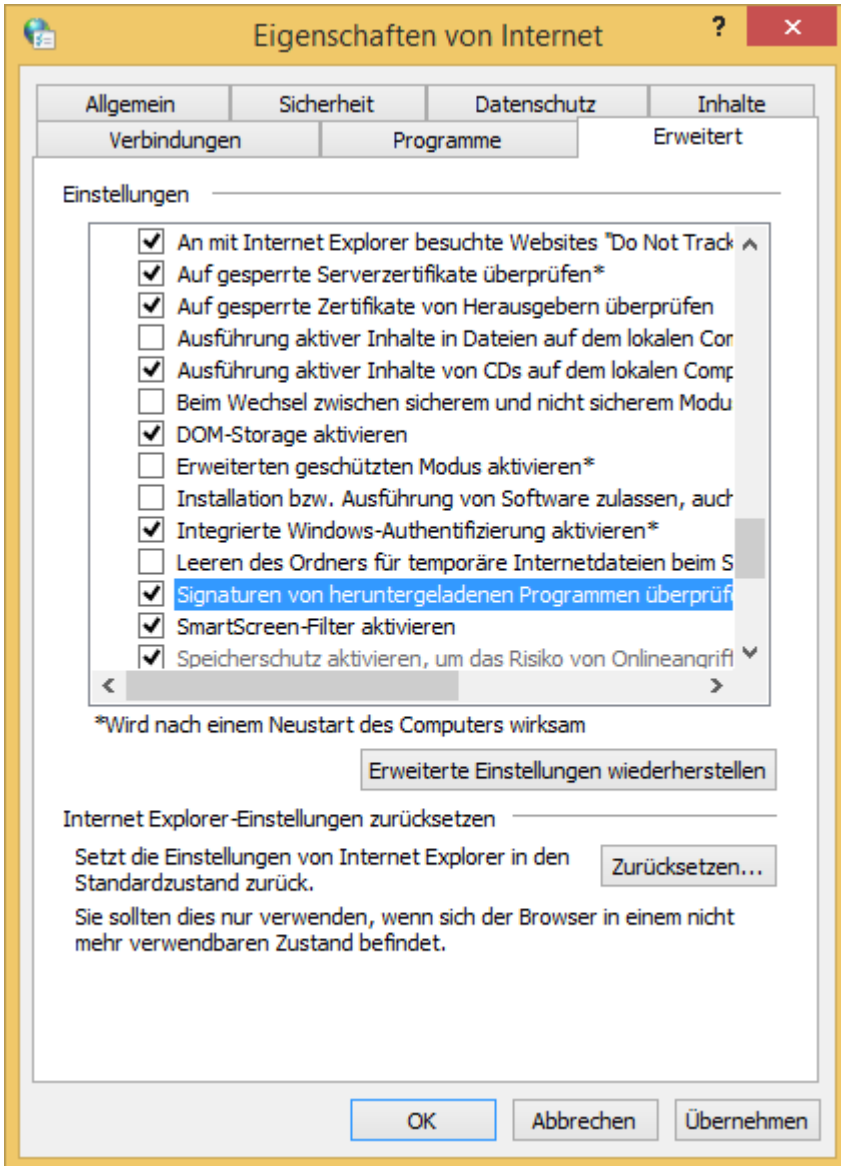 Eigenschaften von Internet
?
Allgemein
Sicherheit
Datenschutz
Inhalte
Verbindungen
Programme
Erweitert
Einstellungen
An mit Internet Explorer besuchte Websites "Do Not Track
Auf gesperrte Serverzertifikate überprüfen*
Auf gesperrte Zertifikate von Herausgebern überprüfen
Ausführung aktiver Inhalte in Dateien auf dem lokalen Com
Ausführung aktiver Inhalte von CDs auf dem lokalen Comp
Beim Wechsel zwischen sicherem und nicht sicherem Modu
DOM-Storage aktivieren
Erweiterten geschützten Modus aktivieren*
Installation bzw. Ausführung von Software zulassen, auch
Integrierte Windows-Authentifizierung aktivieren*
Leeren des Ordners für temporäre Internetdateien beim S
Signaturen von heruntergeladenen Programmen überprüfe
SmartScreen-Filter aktivieren
Speicherschutz aktivieren, um das Risiko von Onlineangriff
*Wird nach einem Neustart des Computers wirksam
Erweiterte Einstellungen wiederherstellen
Internet Explorer-Einstellungen zurücksetzen
Setzt die Einstellungen von Internet Explorer in den
Standardzustand zurück.
Zurücksetzen...
Sie sollten dies nur verwenden, wenn sich der Browser in einem nicht
mehr verwendbaren Zustand befindet.
OK
Abbrechen
Übernehmen